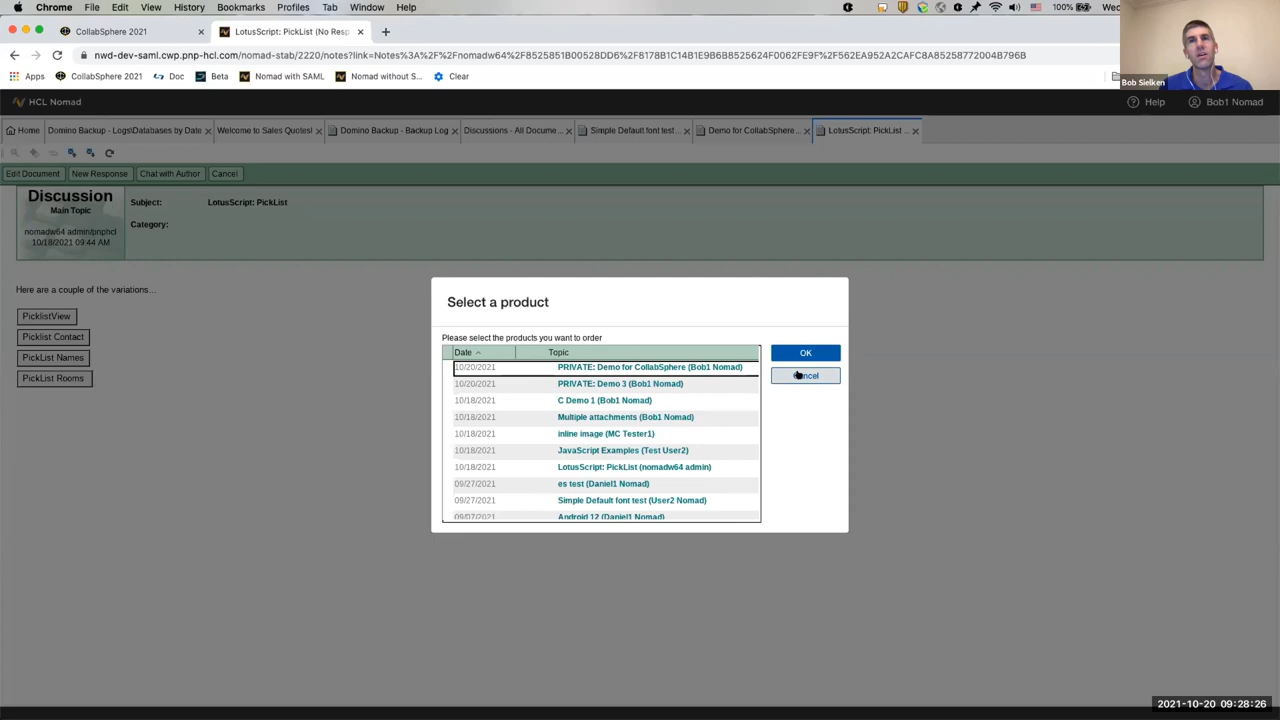 Chrome File Edit View History Bookmarks Profiles Tab Window Help 100% Wed
CollabSphere 2021 LotusScript: PickList (No Resp
nwd-dev-saml.cwp.pnp-hcl.com/nomad-stab/2220/notes?link=Notes%3A%2F%2Fnomadw64%2F8525851B00528DD6%2F8178B1C14B1E9B6B8525624F0062FE9F%2F562EA952A2CAFC8A85258772004B796B
Apps CollabSphere 2021 Doc Beta Nomad with SAML Nomad without S... Clear
Bob Sielken
HCL Nomad Help Bob1 Nomad
Home Domino Backup - Logs\Databases by Date Welcome to Sales Quotes! Domino Backup - Backup Log Discussions - All Docume... Simple Default font test... Demo for CollabSphere... LotusScript: PickList ...
Edit Document New Response Chat with Author Cancel
Discussion
Main Topic
nomadw64 admin/pnphcl
10/18/2021 09:44 AM
Subject: LotusScript: PickList
Category:
Here are a couple of the variations...
PicklistView
Picklist Contact
PickList Names
PickList Rooms
Select a product
Please select the products you want to order
Date Topic
10/20/2021 PRIVATE: Demo for CollabSphere (Bob1 Nomad)
10/20/2021 PRIVATE: Demo 3 (Bob1 Nomad)
10/18/2021 C Demo 1 (Bob1 Nomad)
10/18/2021 Multiple attachments (Bob1 Nomad)
10/18/2021 inline image (MC Tester1)
10/18/2021 JavaScript Examples (Test User2)
10/18/2021 LotusScript: PickList (nomadw64 admin)
09/27/2021 es test (Daniel1 Nomad)
09/27/2021 Simple Default font test (User2 Nomad)
09/07/2021 Android 12 (Daniel1 Nomad)
OK
Cancel
2021-10-20 09:28:26